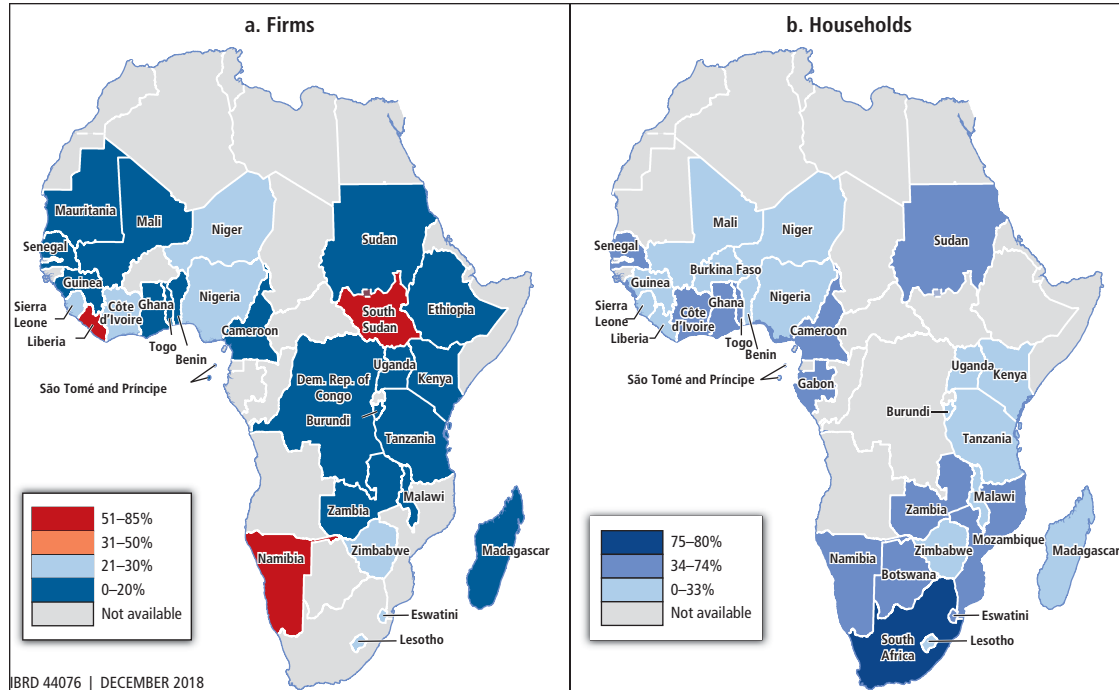 a. Firms
Mauritania
Mali
Niger
Senegal
Sudan
Guinea
Sierra
Leone
Côte
d'Ivoire
Ghana
Nigeria
Ethiopia
South
Sudan
Liberia
Togo
Benin
Cameroon
São Tomé and Príncipe
Uganda
Kenya
Dem. Rep. of
Congo
Burundi
Tanzania
Malawi
Zambia
Madagascar
Namibia
Zimbabwe
Eswatini
Lesotho
51–85%
31–50%
21–30%
0–20%
Not available
IBRD 44076 | DECEMBER 2018
b. Households
Mali
Niger
Senegal
Sudan
Burkina Faso
Guinea
Sierra
Leone
Côte
d'Ivoire
Ghana
Nigeria
Liberia
Togo
Benin
Cameroon
São Tomé and Príncipe
Gabon
Uganda
Kenya
Burundi
Tanzania
Malawi
Zambia
Mozambique
Madagascar
Namibia
Zimbabwe
Botswana
Eswatini
South
Africa
Lesotho
75–80%
34–74%
0–33%
Not available